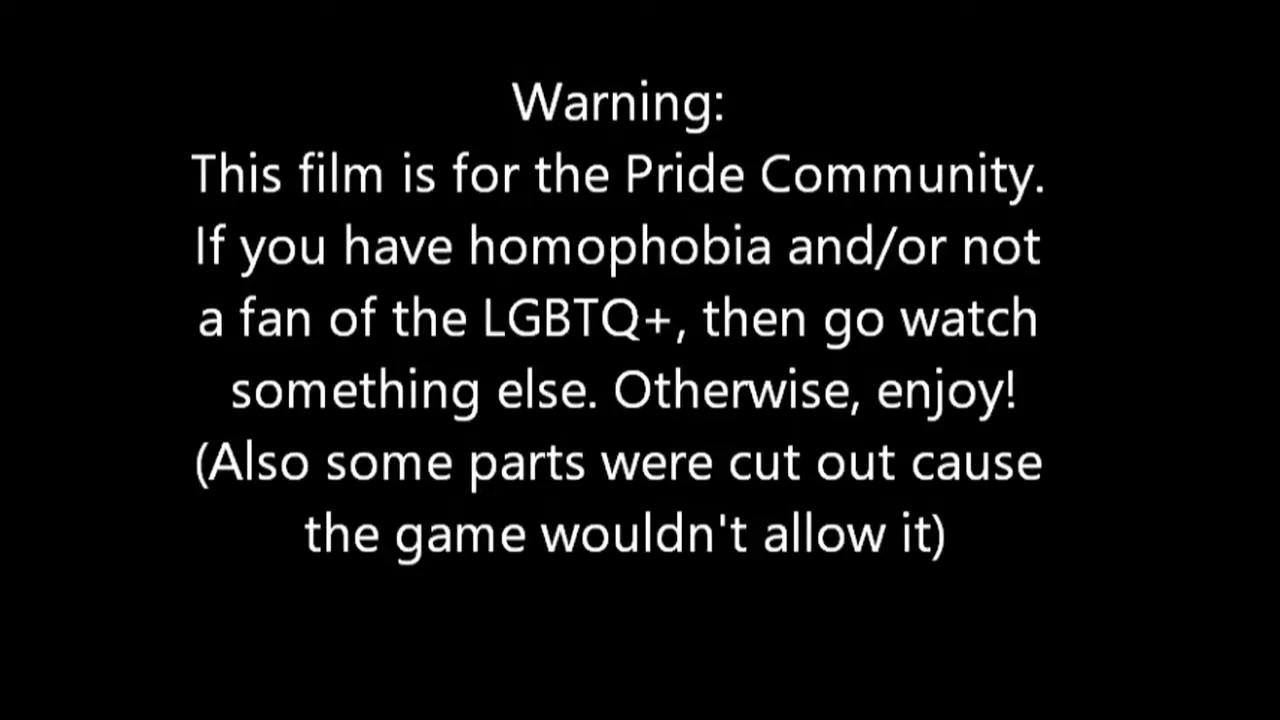 Warning:
This film is for the Pride Community.
If you have homophobia and/or not
a fan of the LGBTQ+, then go watch
something else. Otherwise, enjoy!
(Also some parts were cut out cause
the game wouldn't allow it)